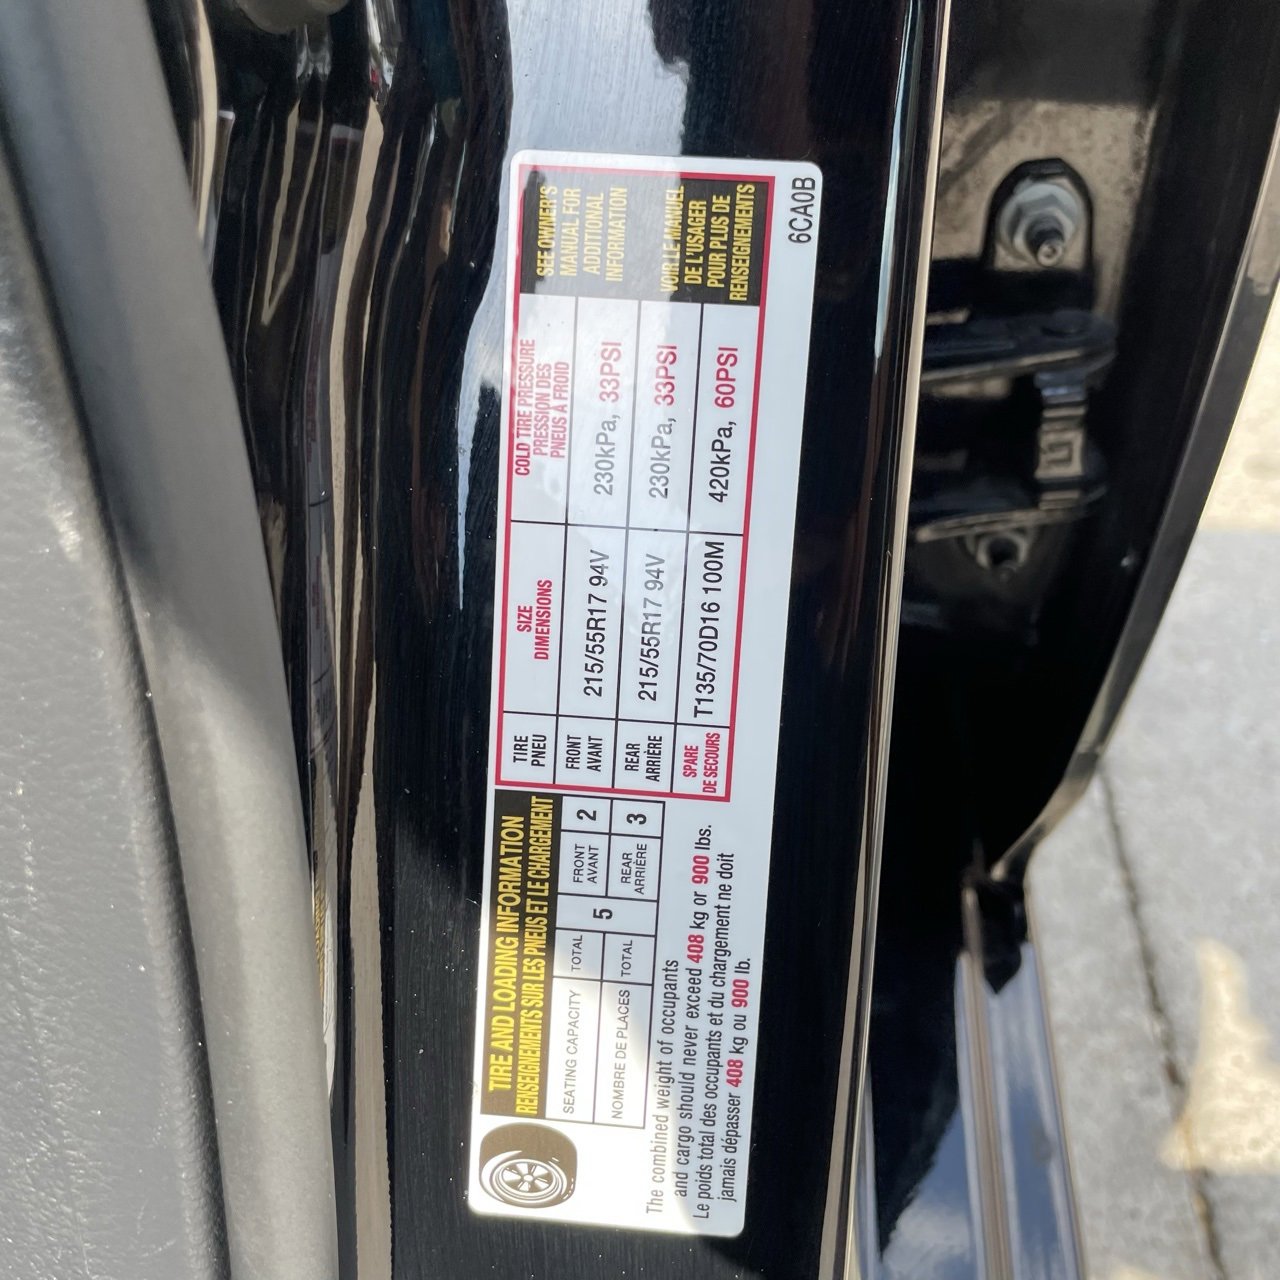 TIRE AND LOADING INFORMATION
RENSEIGNEMENTS SUR LES PNEUS ET LE CHARGEMENT
SEATING CAPACITY TOTAL 5 FRONT AVANT 2
NOMBRE DE PLACES TOTAL REAR ARRIÈRE 3
The combined weight of occupants
and cargo should never exceed 408 kg or 900 lbs.
Le poids total des occupants et du chargement ne doit
jamais dépasser 408 kg ou 900 lb.
TIRE PNEU
SIZE DIMENSIONS
COLD TIRE PRESSURE
PRESSION DES
PNEUS À FROID
FRONT AVANT 215/55R17 94V 230kPa, 33PSI
REAR ARRIÈRE 215/55R17 94V 230kPa, 33PSI
SPARE DE SECOURS T135/70D16 100M 420kPa, 60PSI
SEE OWNER'S
MANUAL FOR
ADDITIONAL
INFORMATION
VOIR LE MANUEL
DE L'USAGER
POUR PLUS DE
RENSEIGNEMENTS
6CA0B